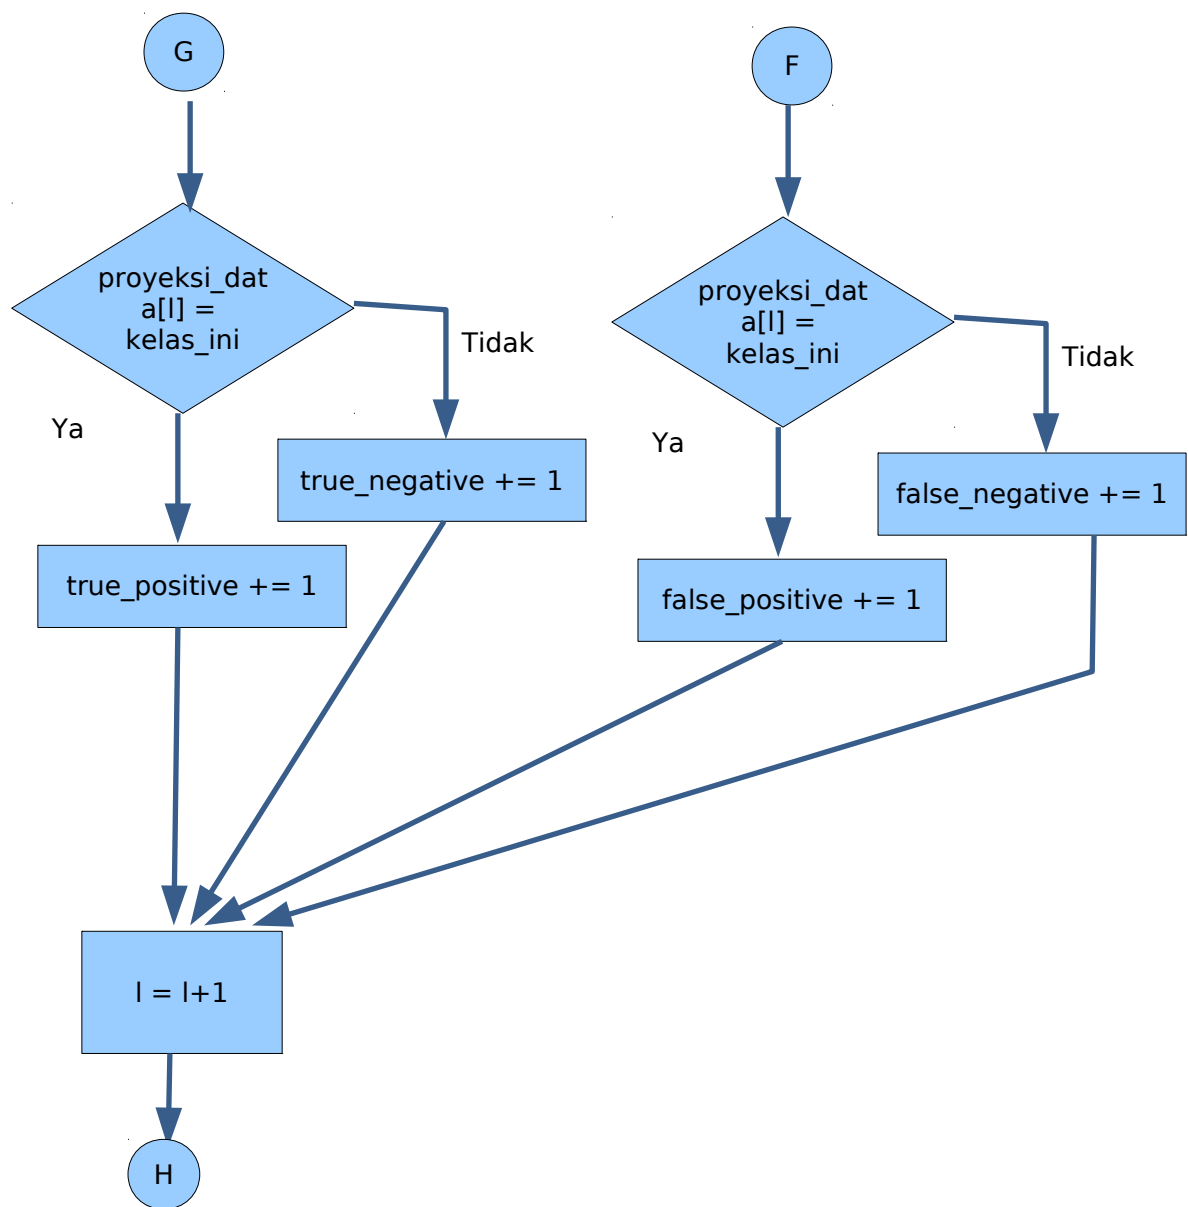 G
F
proyeksi_dat
a[l] =
kelas_ini
Tidak
Ya
true_negative += 1
true_positive += 1
proyeksi_dat
a[l] =
kelas_ini
Tidak
Ya
false_negative += 1
false_positive += 1
l = l+1
H